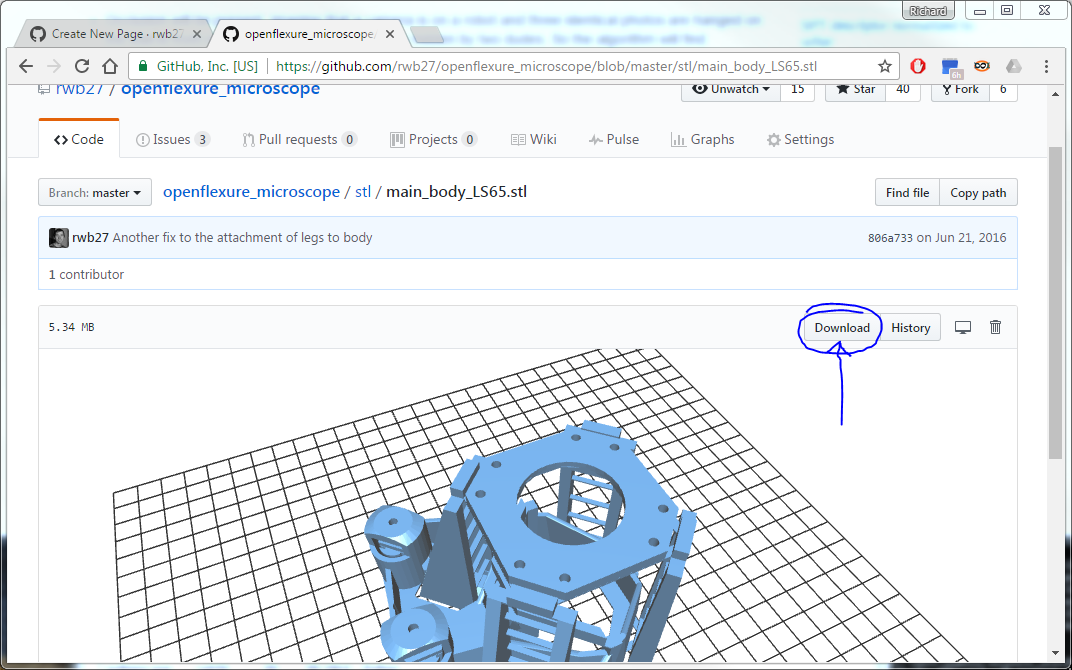 Richard
Create New Page · rwb27
openflexure_microscope,
GitHub, Inc. [US] https://github.com/rwb27/openflexure_microscope/blob/master/stl/main_body_LS65.stl
6h
rwb27 / openflexure_microscope Unwatch 15 Star 40 Fork 6
Code Issues 3 Pull requests 0 Projects 0 Wiki Pulse Graphs Settings
Branch: master openflexure_microscope / stl / main_body_LS65.stl Find file Copy path
rwb27 Another fix to the attachment of legs to body 806a733 on Jun 21, 2016
1 contributor
5.34 MB Download History